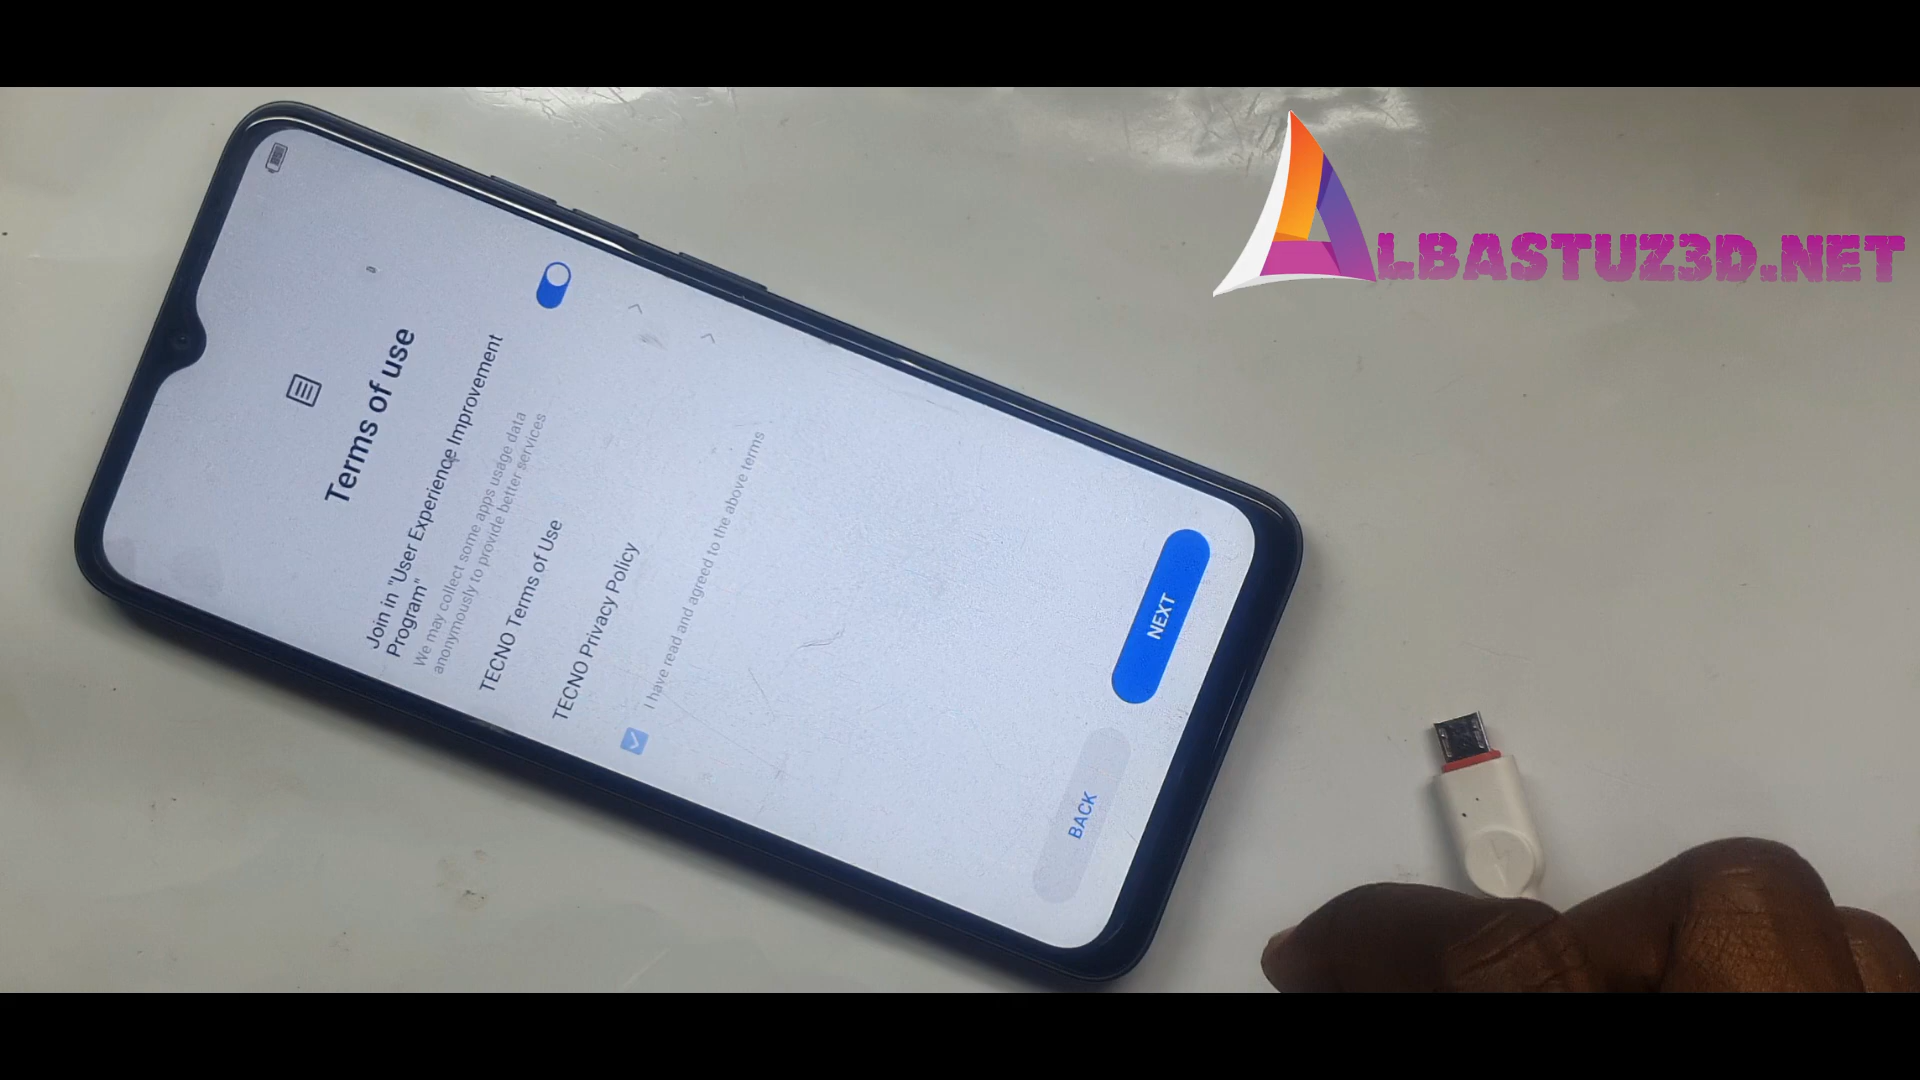 ALBASTUZ3D.NET
Terms of use
Join in "User Experience Improvement
Program"
We may collect some apps usage data
anonymously to provide better services
TECNO Terms of Use
TECNO Privacy Policy
I have read and agreed to the above terms
BACK
NEXT